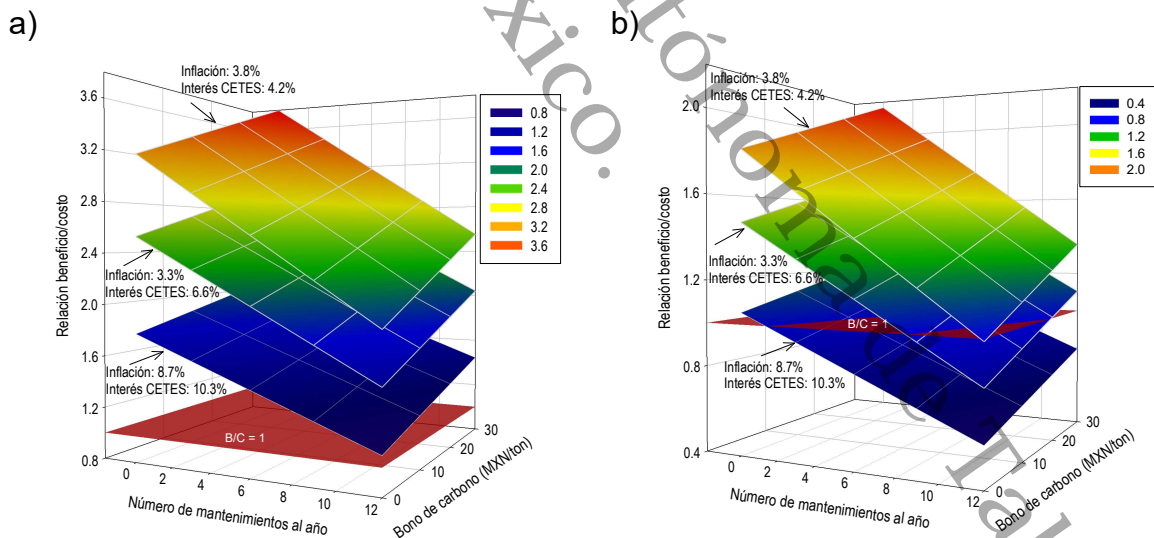 a)
Inflación: 3.8%
Interés CETES: 4.2%
Inflación: 3.3%
Interés CETES: 6.6%
Inflación: 8.7%
Interés CETES: 10.3%
B/C = 1
Relación beneficio/costo
3.6
3.2
2.8
2.4
2.0
1.6
1.2
0.8
0
2
4
6
8
10
12
Número de mantenimientos al año
0
10
20
30
Bono de carbono (MXN/ton)
0.8
1.2
1.6
2.0
2.4
2.8
3.2
3.6
b)
Inflación: 3.8%
Interés CETES: 4.2%
Inflación: 3.3%
Interés CETES: 6.6%
Inflación: 8.7%
Interés CETES: 10.3%
B/C = 1
Relación beneficio/costo
2.0
1.6
1.2
0.8
0.4
0
2
4
6
8
10
12
Número de mantenimientos al año
0
10
20
30
Bono de carbono (MXN/ton)
0.4
0.8
1.2
1.6
2.0
xico.
utónoma de Ta